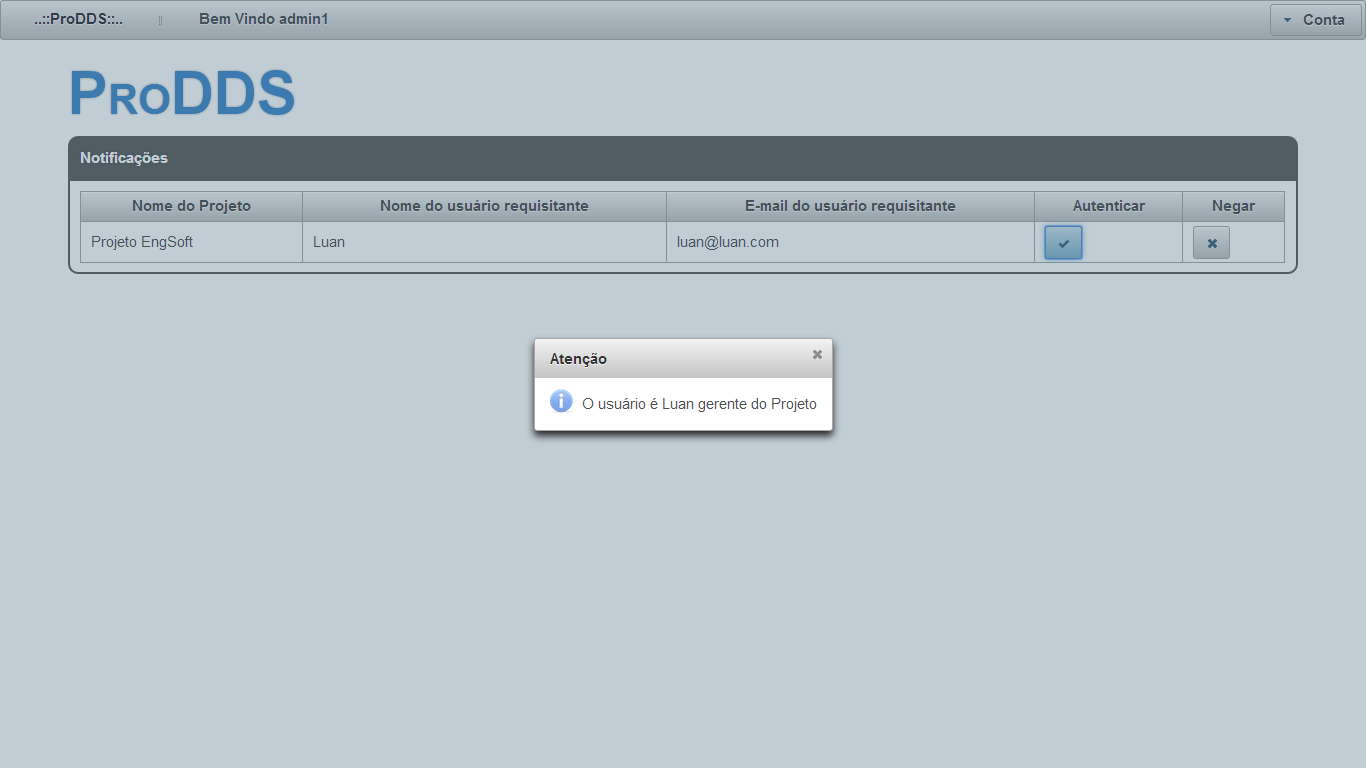 ..::ProDDS::.. Bem Vindo admin1 Conta
ProDDS
Notificações
Nome do Projeto Nome do usuário requisitante E-mail do usuário requisitante Autenticar Negar
Projeto EngSoft Luan luan@luan.com
Atenção
O usuário é Luan gerente do Projeto